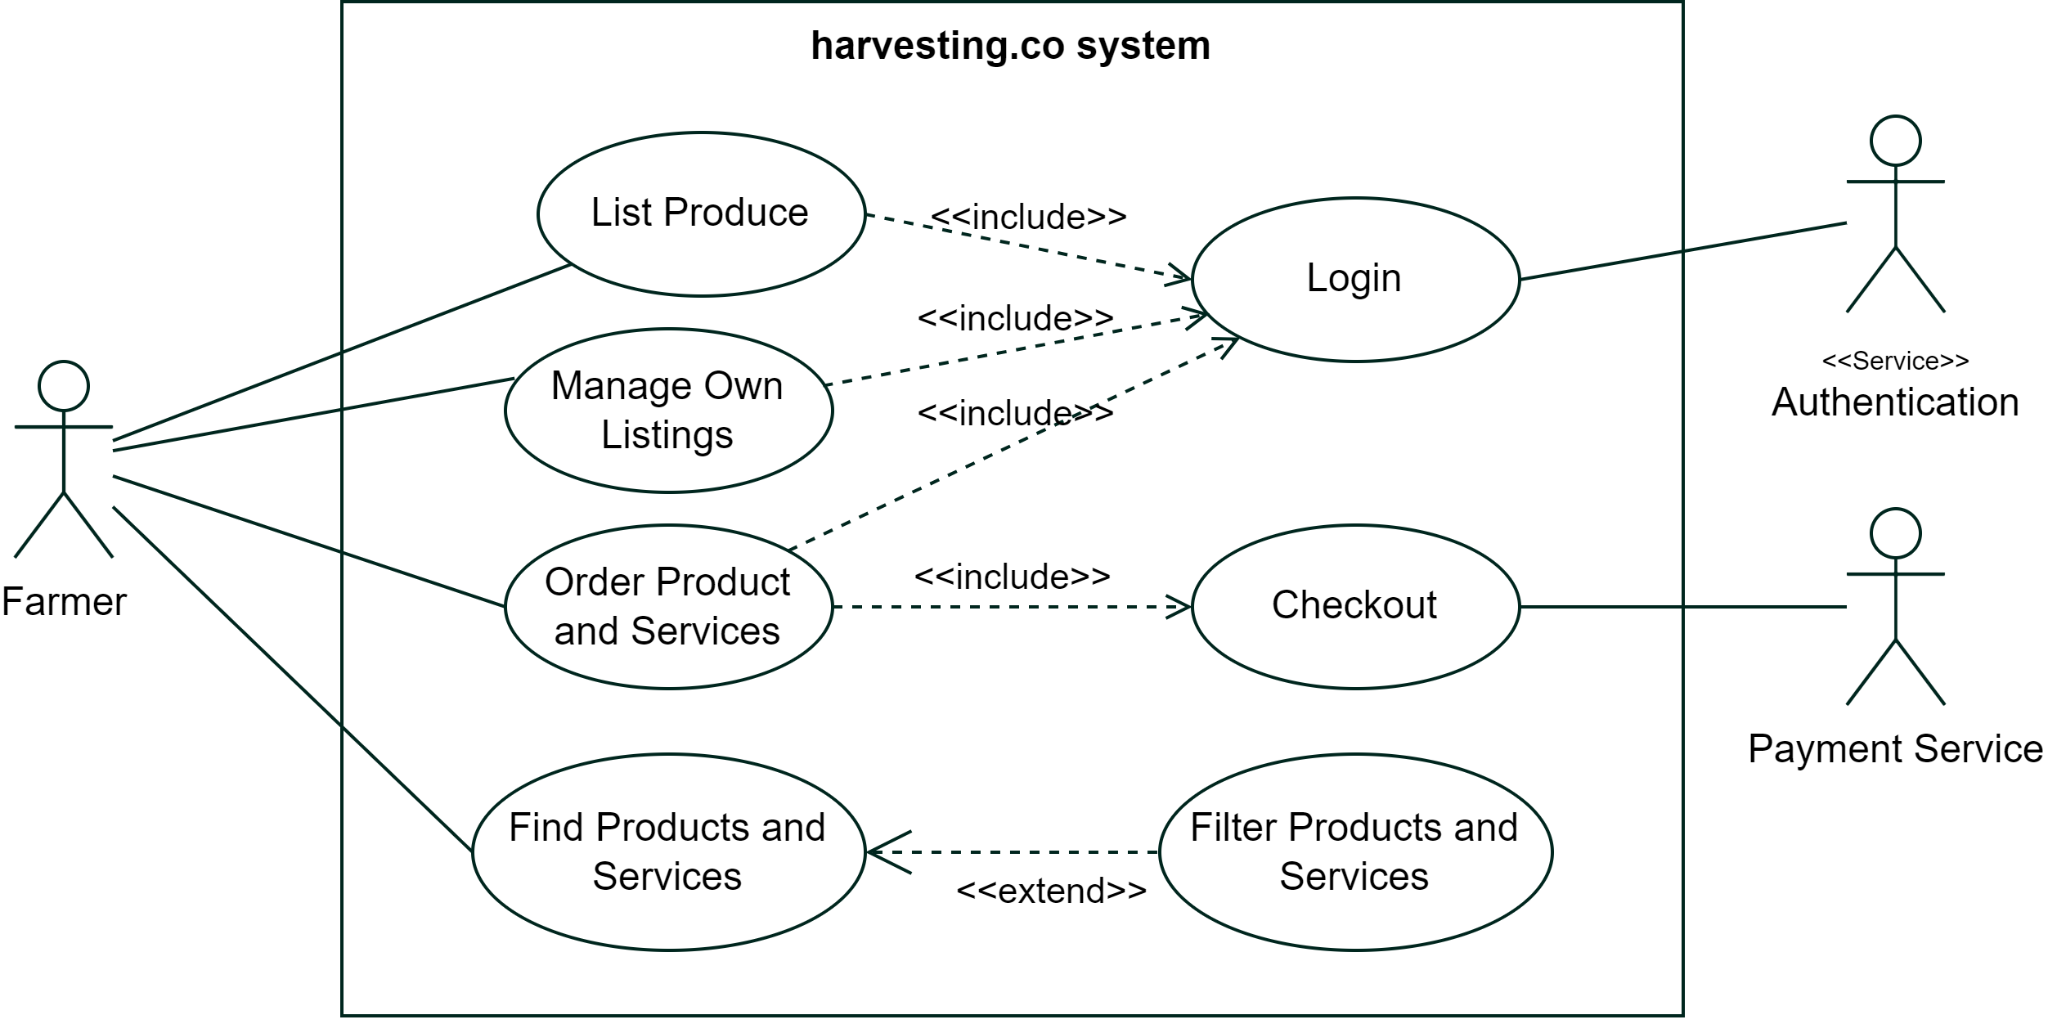 harvesting.co system
List Produce
<<include>>
Login
<<include>>
Manage Own
Listings
<<include>>
<<Service>>
Authentication
Order Product
and Services
<<include>>
Checkout
Farmer
Payment Service
Find Products and
Services
Filter Products and
Services
<<extend>>